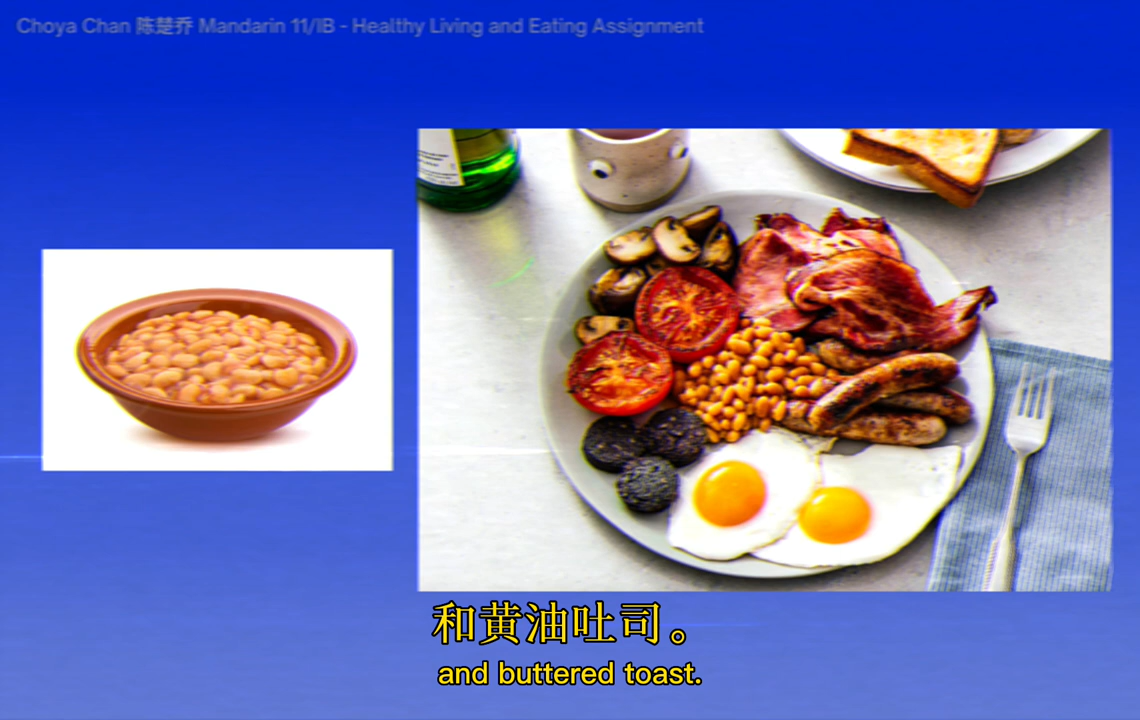 Choya Chan 陈楚乔 Mandarin 11/IB - Healthy Living and Eating Assignment
和黄油吐司。
and buttered toast.